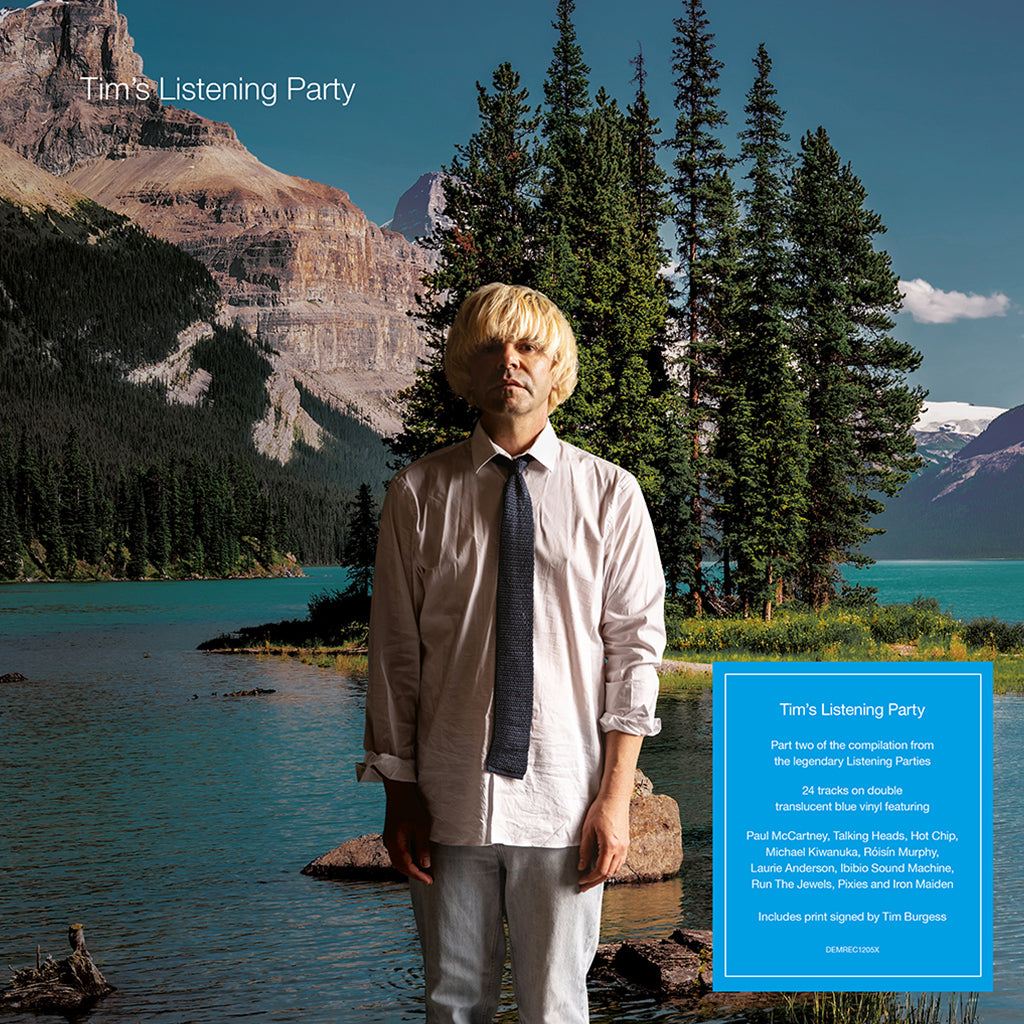 Tim's Listening Party
Tim's Listening Party
Part two of the compilation from
the legendary Listening Parties
24 tracks on double
translucent blue vinyl featuring
Paul McCartney, Talking Heads, Hot Chip,
Michael Kiwanuka, Róisín Murphy,
Laurie Anderson, Ibibio Sound Machine,
Run The Jewels, Pixies and Iron Maiden
Includes print signed by Tim Burgess
DEMREC1205X